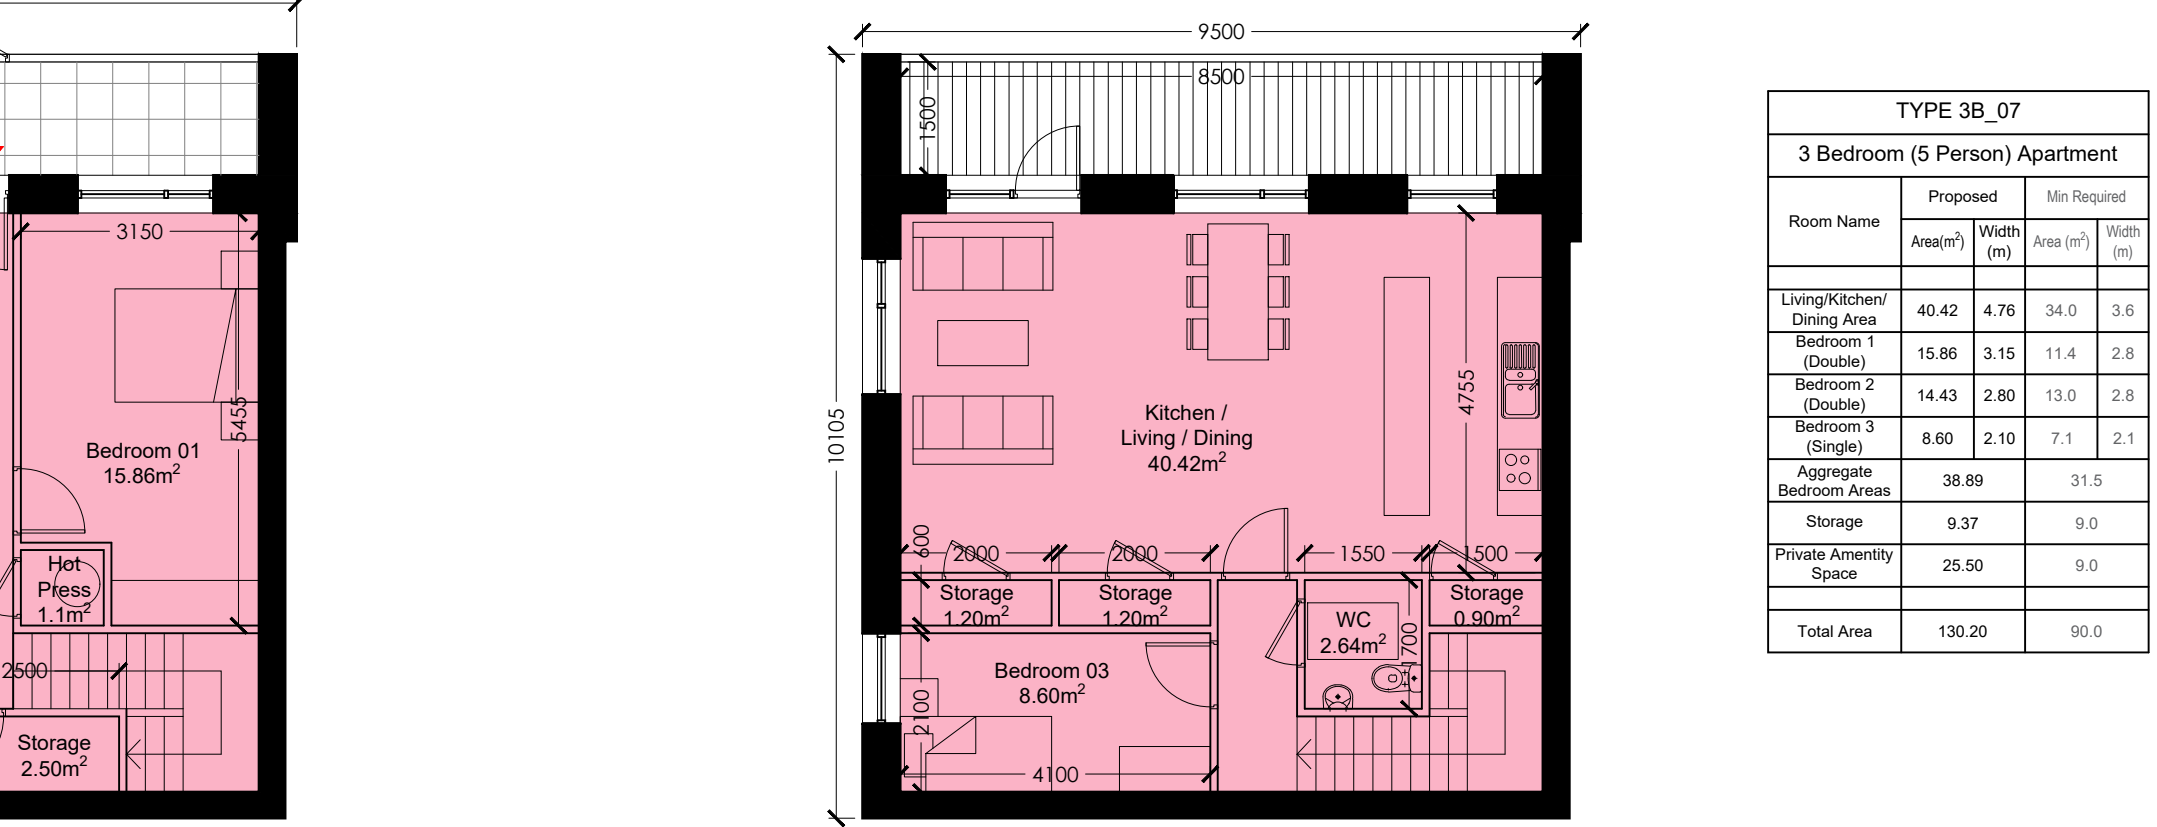 3150
5455
Bedroom 01
15.86m²
Hot
Press
1.1m²
2500
Storage
2.50m²
9500
8500
1500
10105
4755
Kitchen /
Living / Dining
40.42m²
600
2000
2000
1550
1500
Storage
1.20m²
Storage
1.20m²
WC
2.64m²
1700
Storage
0.90m²
Bedroom 03
8.60m²
2100
4100
TYPE 3B_07
3 Bedroom (5 Person) Apartment
Room Name Proposed Min Required
Area(m²) Width (m) Area (m²) Width (m)
Living/Kitchen/
Dining Area 40.42 4.76 34.0 3.6
Bedroom 1
(Double) 15.86 3.15 11.4 2.8
Bedroom 2
(Double) 14.43 2.80 13.0 2.8
Bedroom 3
(Single) 8.60 2.10 7.1 2.1
Aggregate
Bedroom Areas 38.89 31.5
Storage 9.37 9.0
Private Amentity
Space 25.50 9.0
Total Area 130.20 90.0